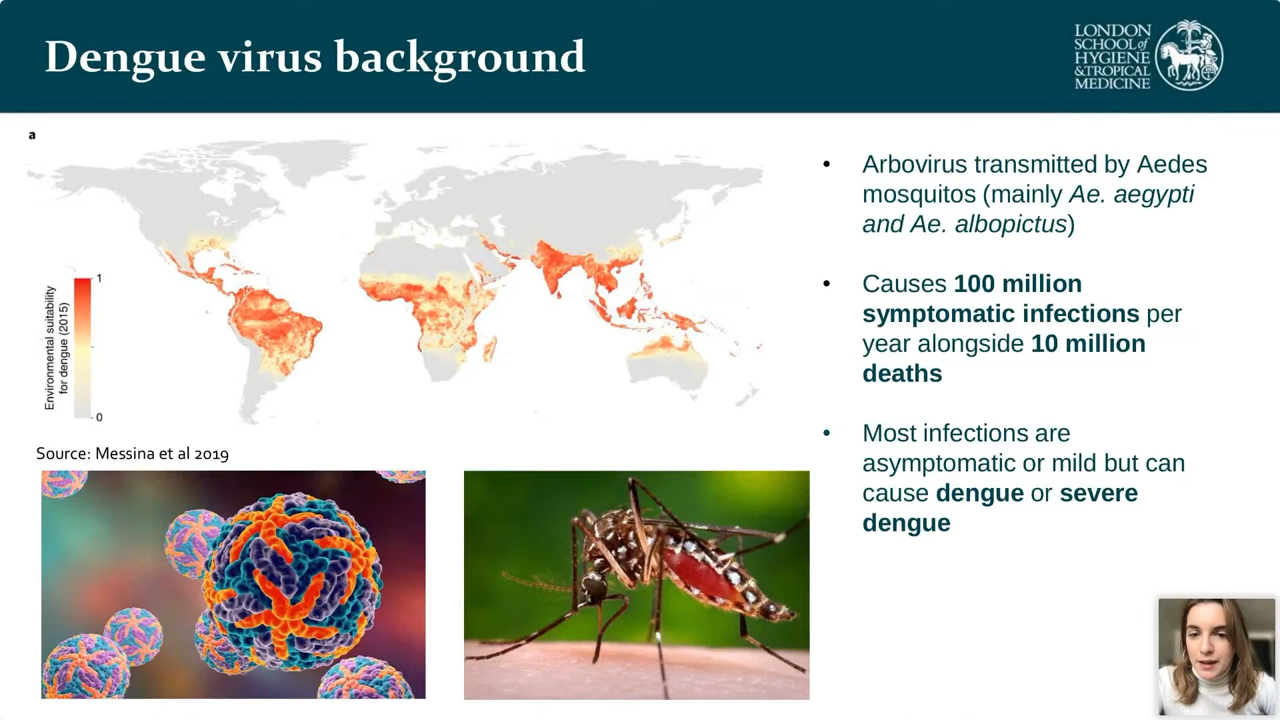 Dengue virus background
LONDON
SCHOOL of
HYGIENE
& TROPICAL
MEDICINE
a
Environmental suitability
for dengue (2015)
1
0
Source: Messina et al 2019
• Arbovirus transmitted by Aedes
mosquitos (mainly Ae. aegypti
and Ae. albopictus)
• Causes 100 million
symptomatic infections per
year alongside 10 million
deaths
• Most infections are
asymptomatic or mild but can
cause dengue or severe
dengue